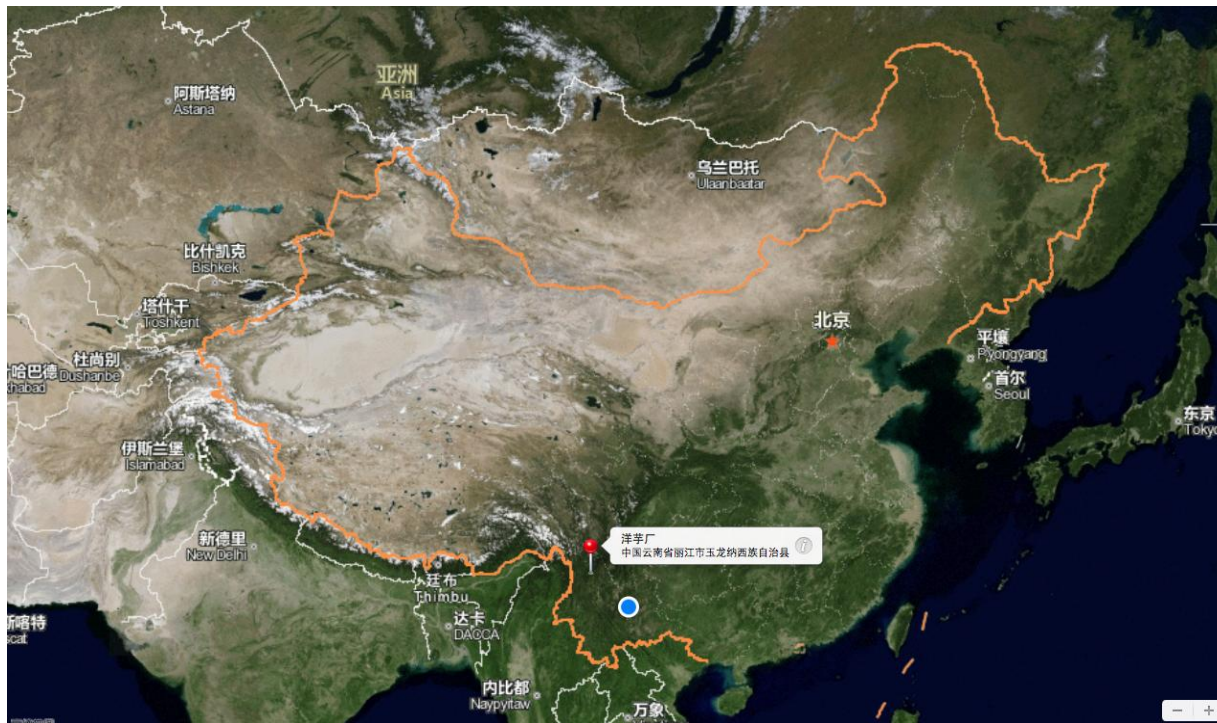 亚洲
Asia
阿斯塔纳
Astana
乌兰巴托
Ulaanbaatar
比什凯克
Bishkek
塔什干
Toshkent
北京
平壤
Pyongyang
哈巴德
khabad
杜尚别
Dushanbe
首尔
Seoul
东京
Tokyo
伊斯兰堡
Islamabad
新德里
New Delhi
洋芋厂
中国云南省丽江市玉龙纳西族自治县
廷布
Thimbu
达卡
DACCA
斯喀特
scat
内比都
Naypyitaw
万象